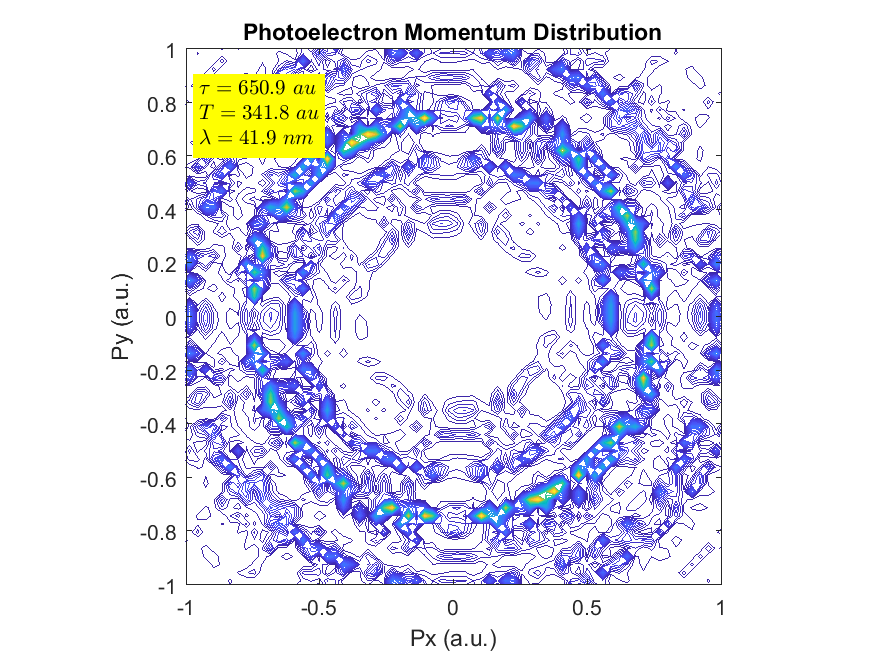 Photoelectron Momentum Distribution
τ = 650.9 au
T = 341.8 au
λ = 41.9 nm
1
0.8
0.6
0.4
0.2
0
-0.2
-0.4
-0.6
-0.8
-1
Py (a.u.)
-1
-0.5
0
0.5
1
Px (a.u.)